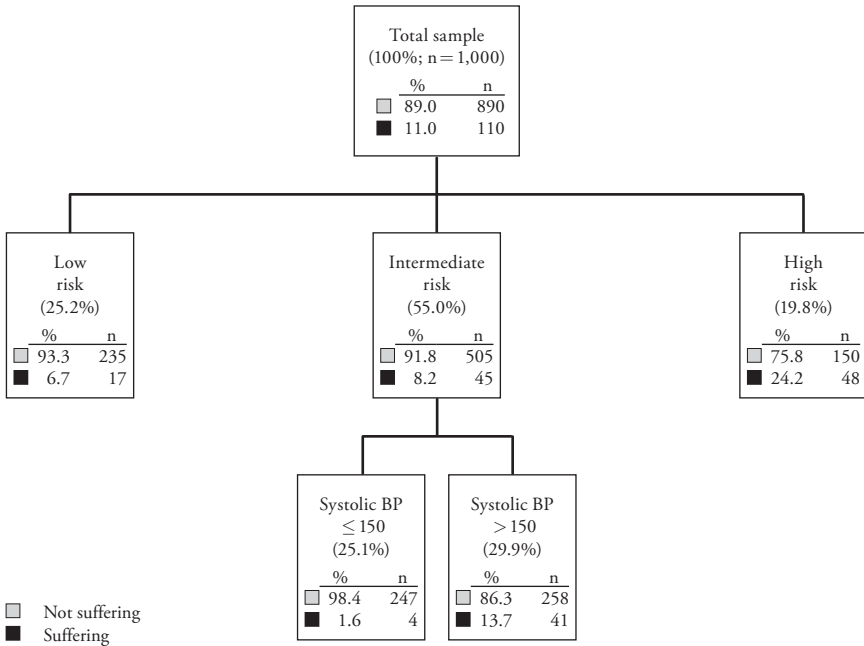 Total sample
(100%; n = 1,000)
% n
89.0 890
11.0 110
Low
risk
(25.2%)
% n
93.3 235
6.7 17
Intermediate
risk
(55.0%)
% n
91.8 505
8.2 45
High
risk
(19.8%)
% n
75.8 150
24.2 48
Systolic BP
≤ 150
(25.1%)
% n
98.4 247
1.6 4
Systolic BP
> 150
(29.9%)
% n
86.3 258
13.7 41
Not suffering
Suffering